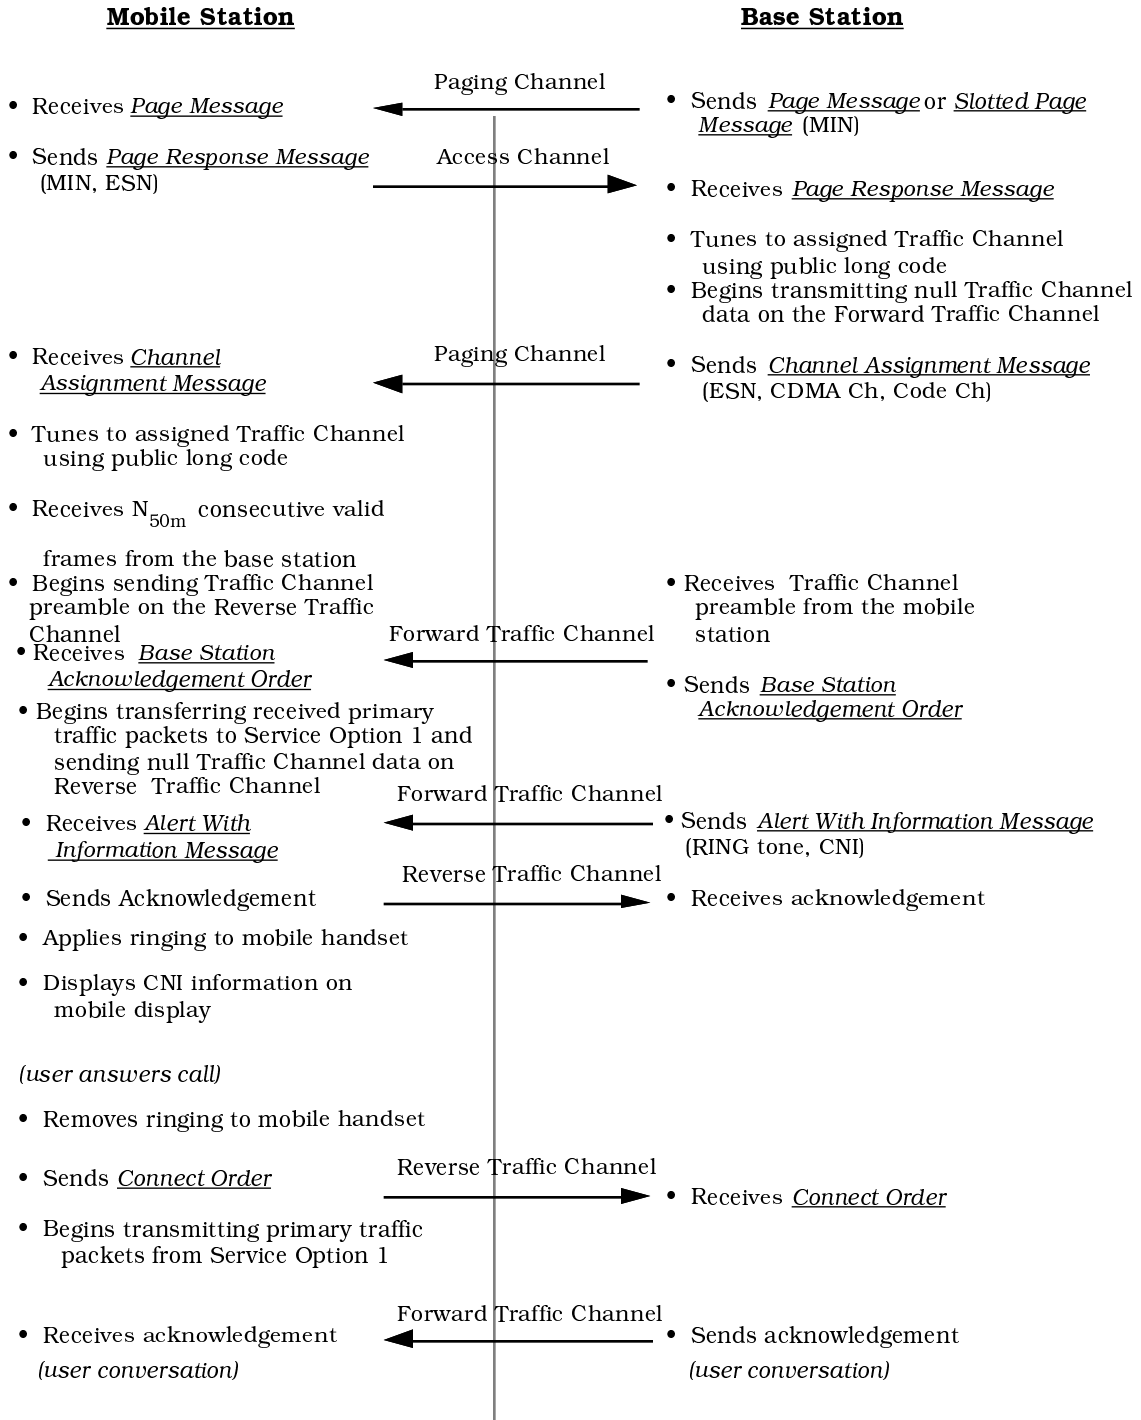 Mobile Station
Base Station
Paging Channel
• Receives Page Message
• Sends Page Message or Slotted Page
Message (MIN)
• Sends Page Response Message
(MIN, ESN)
Access Channel
• Receives Page Response Message
• Tunes to assigned Traffic Channel
using public long code
• Begins transmitting null Traffic Channel
data on the Forward Traffic Channel
• Receives Channel
Assignment Message
Paging Channel
• Sends Channel Assignment Message
(ESN, CDMA Ch, Code Ch)
• Tunes to assigned Traffic Channel
using public long code
• Receives N50m consecutive valid
frames from the base station
• Begins sending Traffic Channel
preamble on the Reverse Traffic
Channel
• Receives Traffic Channel
preamble from the mobile
station
Forward Traffic Channel
• Receives Base Station
Acknowledgement Order
• Sends Base Station
Acknowledgement Order
• Begins transferring received primary
traffic packets to Service Option 1 and
sending null Traffic Channel data on
Reverse Traffic Channel
Forward Traffic Channel
• Receives Alert With
Information Message
• Sends Alert With Information Message
(RING tone, CNI)
Reverse Traffic Channel
• Sends Acknowledgement
• Receives acknowledgement
• Applies ringing to mobile handset
• Displays CNI information on
mobile display
(user answers call)
• Removes ringing to mobile handset
Reverse Traffic Channel
• Sends Connect Order
• Receives Connect Order
• Begins transmitting primary traffic
packets from Service Option 1
Forward Traffic Channel
• Receives acknowledgement
• Sends acknowledgement
(user conversation)
(user conversation)